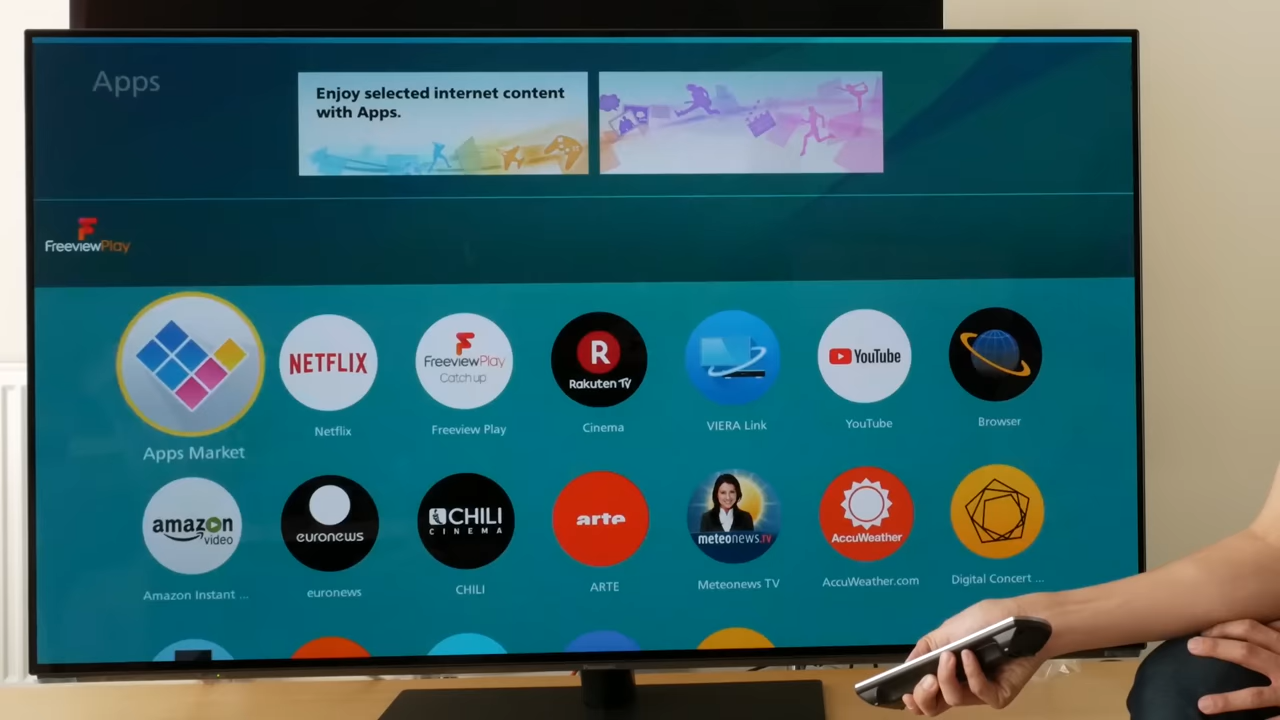 Apps
Enjoy selected internet content
with Apps.
FreeviewPlay
NETFLIX
FreeviewPlay
Catch up
R
Rakuten TV
YouTube
Apps Market
Netflix
Freeview Play
Cinema
VIERA Link
YouTube
Browser
amazon
video
euronews
CHILI
CINEMA
arte
meteonews.tv
AccuWeather
Amazon Instant ...
euronews
CHILI
ARTE
Meteonews TV
AccuWeather.com
Digital Concert ...